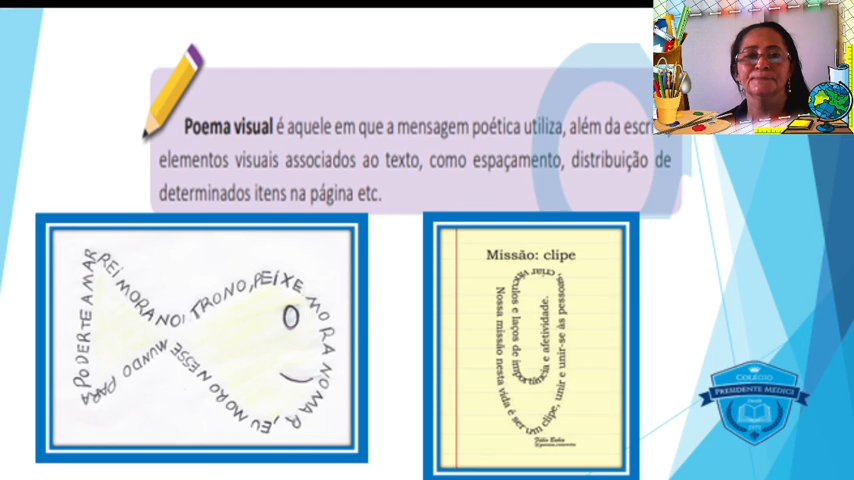 Poema visual é aquele em que a mensagem poética utiliza, além da escri
elementos visuais associados ao texto, como espaçamento, distribuição de
determinados itens na página etc.
REI MORA NO TRONO, PEIXE MORA NO MAR, EU MORO NESSE MUNDO PARA PODER TE AMAR
Missão: clipe
Nossa missão nesta vida é ser um clipe, unir e unir-se às pessoas, criar vínculos e laços de importância e afetividade.
Fábio Bahia
COLÉGIO
PRESIDENTE MÉDICI